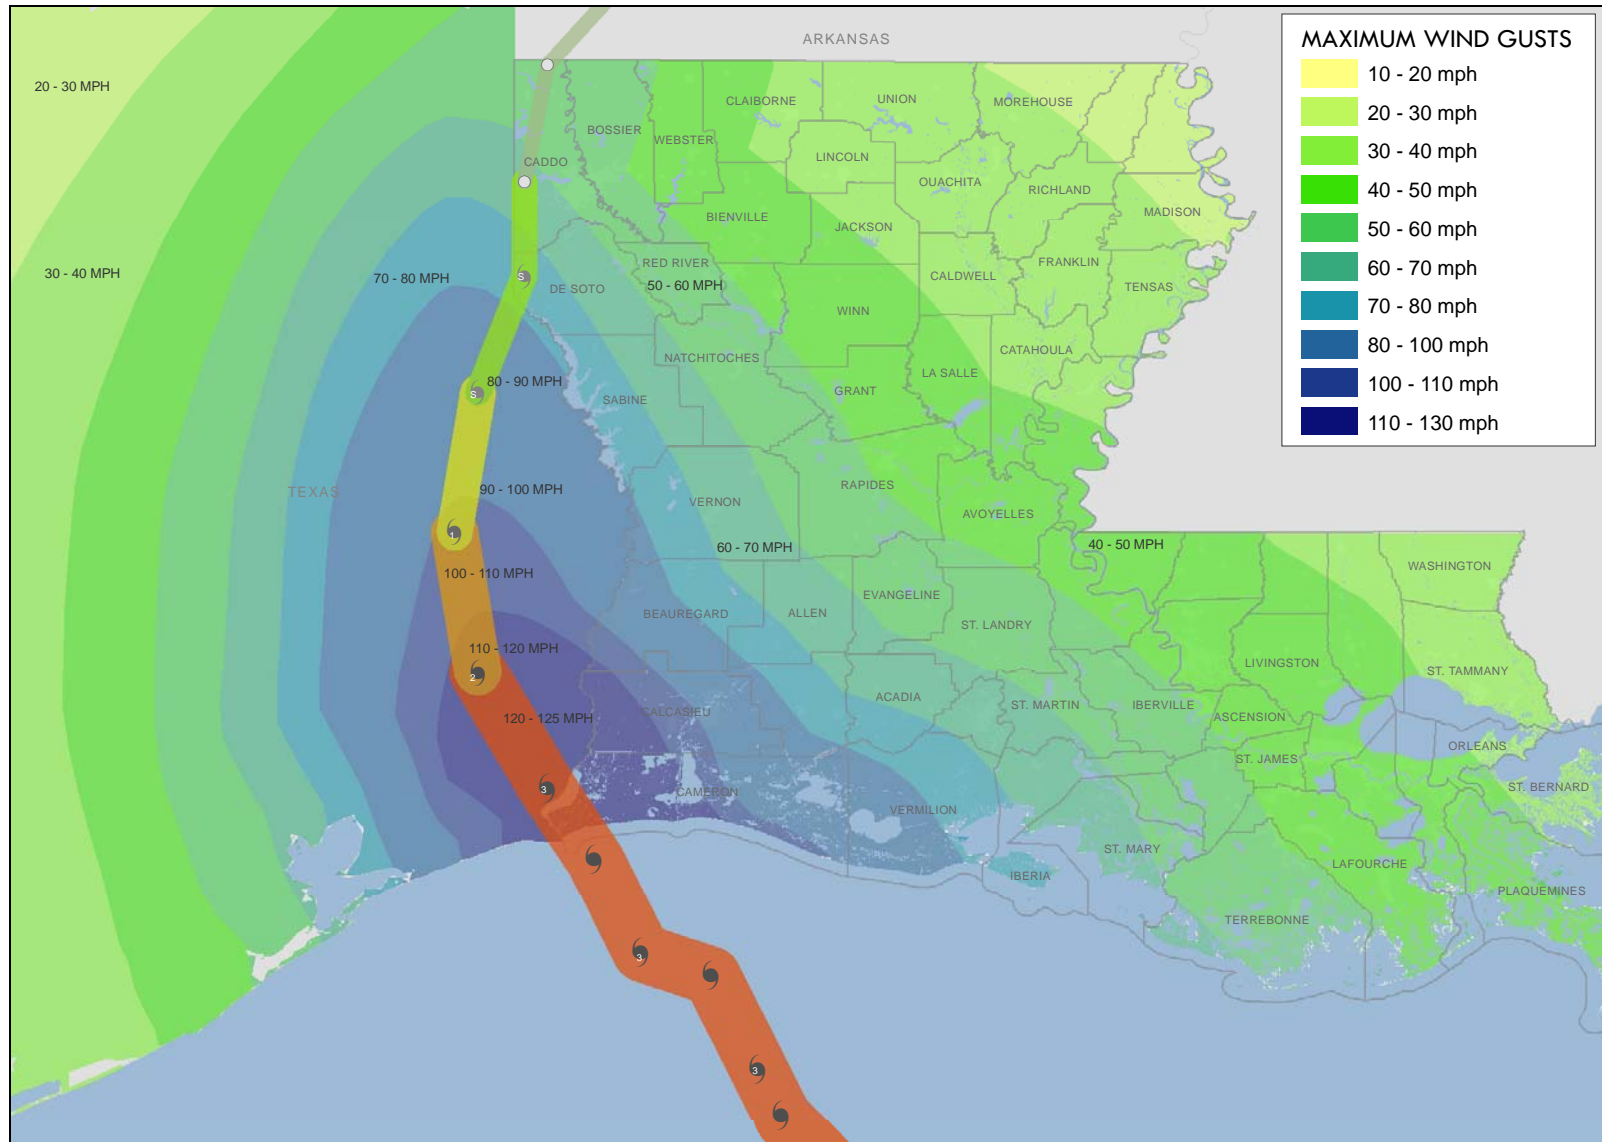 ARKANSAS
MAXIMUM WIND GUSTS
10 - 20 mph
20 - 30 mph
30 - 40 mph
40 - 50 mph
50 - 60 mph
60 - 70 mph
70 - 80 mph
80 - 100 mph
100 - 110 mph
110 - 130 mph
20 - 30 MPH
CLAIBORNE
UNION
MOREHOUSE
BOSSIER
WEBSTER
CADDO
LINCOLN
OUACHITA
RICHLAND
MADISON
BIENVILLE
JACKSON
30 - 40 MPH
70 - 80 MPH
S
DE SOTO
RED RIVER
50 - 60 MPH
CALDWELL
FRANKLIN
TENSAS
WINN
NATCHITOCHES
CATAHOULA
LA SALLE
GRANT
S
80 - 90 MPH
SABINE
TEXAS
90 - 100 MPH
VERNON
RAPIDES
AVOYELLES
1
60 - 70 MPH
40 - 50 MPH
WASHINGTON
100 - 110 MPH
BEAUREGARD
ALLEN
EVANGELINE
ST. LANDRY
110 - 120 MPH
2
LIVINGSTON
ST. TAMMANY
120 - 125 MPH
CALCASIEU
ACADIA
ST. MARTIN
IBERVILLE
ASCENSION
ORLEANS
ST. JAMES
3
CAMERON
VERMILION
ST. BERNARD
ST. MARY
IBERIA
LAFOURCHE
PLAQUEMINES
TERREBONNE
3
3